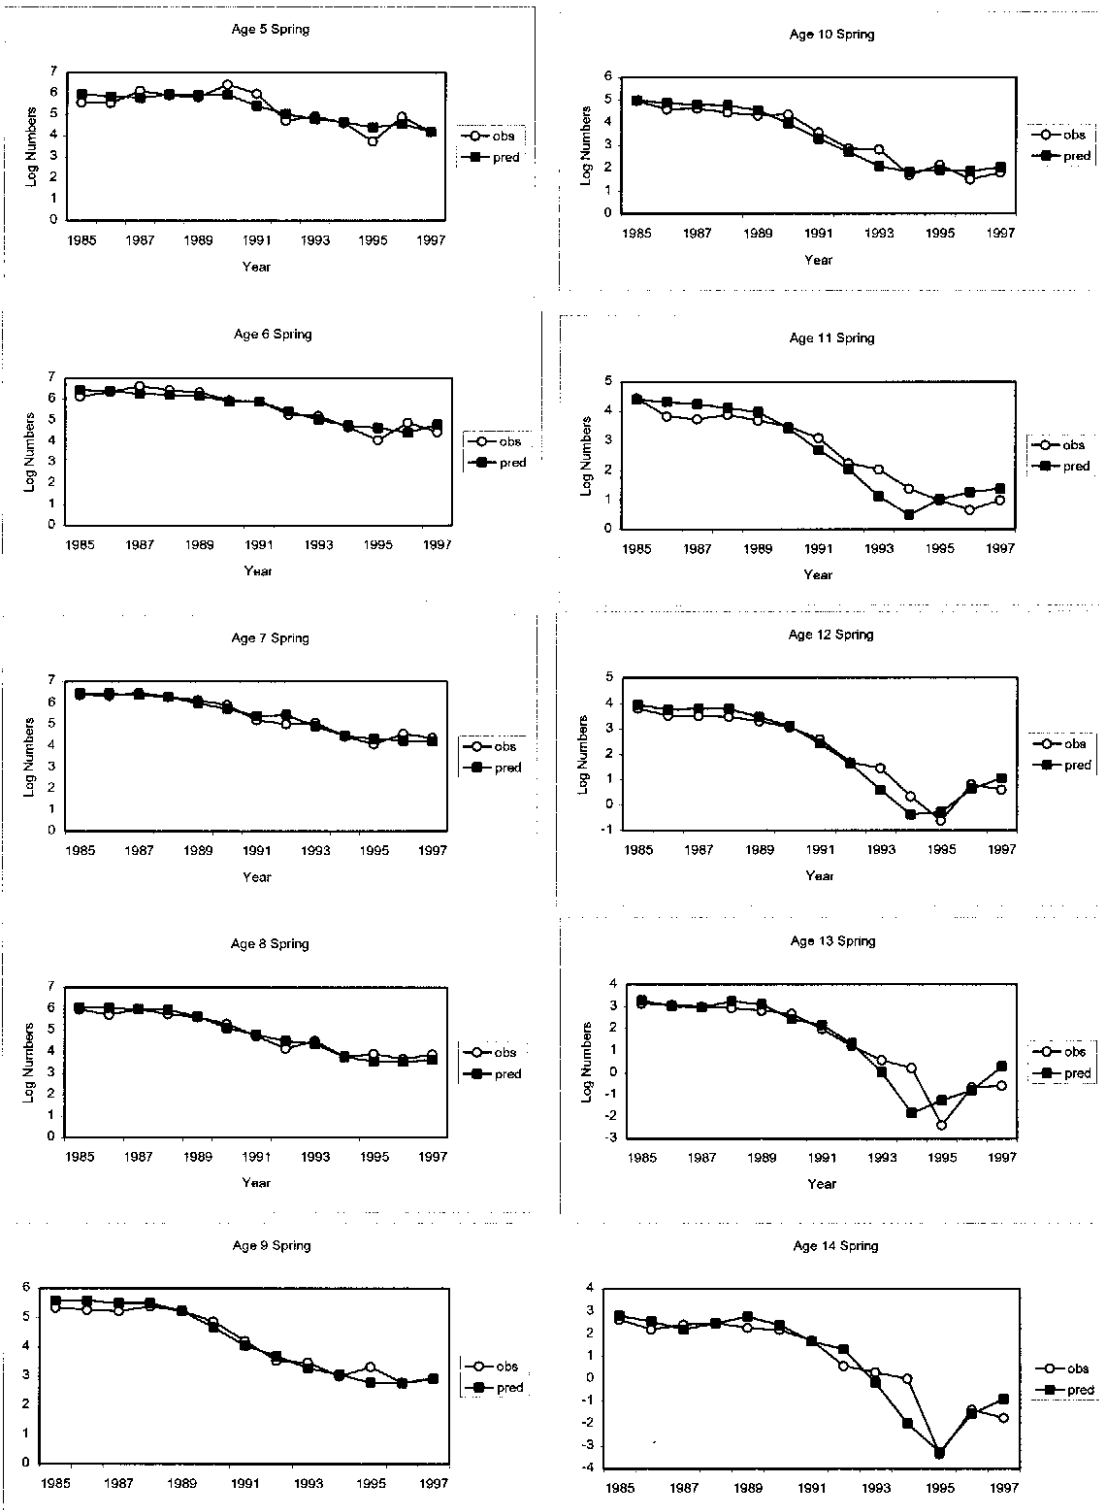 Age 5 Spring
7
6
5
4
3
2
1
0
Log Numbers
1985 1987 1989 1991 1993 1995 1997
Year
obs
pred
Age 6 Spring
7
6
5
4
3
2
1
0
Log Numbers
1985 1987 1989 1991 1993 1995 1997
Year
obs
pred
Age 7 Spring
7
6
5
4
3
2
1
0
Log Numbers
1985 1987 1989 1991 1993 1995 1997
Year
obs
pred
Age 8 Spring
7
6
5
4
3
2
1
0
Log Numbers
1985 1987 1989 1991 1993 1995 1997
Year
obs
pred
Age 9 Spring
6
5
4
3
2
1
0
1985 1987 1989 1991 1993 1995 1997
obs
pred
Age 10 Spring
6
5
4
3
2
1
0
Log Numbers
1985 1987 1989 1991 1993 1995 1997
Year
obs
pred
Age 11 Spring
5
4
3
2
1
0
Log Numbers
1985 1987 1989 1991 1993 1995 1997
Year
obs
pred
Age 12 Spring
5
4
3
2
1
0
-1
Log Numbers
1985 1987 1989 1991 1993 1995 1997
Year
obs
pred
Age 13 Spring
4
3
2
1
0
-1
-2
-3
Log Numbers
1985 1987 1989 1991 1993 1995 1997
Year
obs
pred
Age 14 Spring
4
3
2
1
0
-1
-2
-3
-4
1985 1987 1989 1991 1993 1995 1997
obs
pred